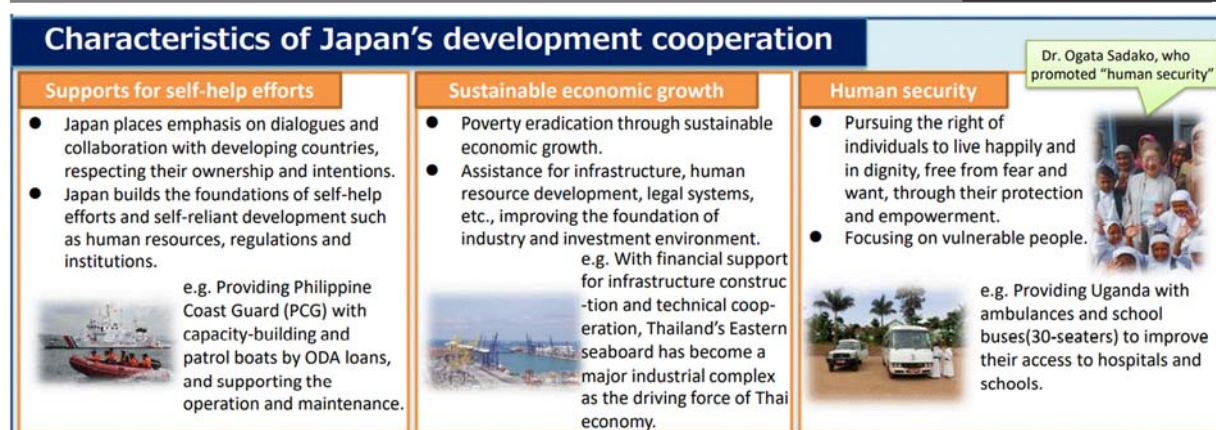 Characteristics of Japan's development cooperation
Dr. Ogata Sadako, who
promoted "human security"
Supports for self-help efforts
● Japan places emphasis on dialogues and
collaboration with developing countries,
respecting their ownership and intentions.
● Japan builds the foundations of self-help
efforts and self-reliant development such
as human resources, regulations and
institutions.
e.g. Providing Philippine
Coast Guard (PCG) with
capacity-building and
patrol boats by ODA loans,
and supporting the
operation and maintenance.
Sustainable economic growth
● Poverty eradication through sustainable
economic growth.
● Assistance for infrastructure, human
resource development, legal systems,
etc., improving the foundation of
industry and investment environment.
e.g. With financial support
for infrastructure construc
-tion and technical coop-
eration, Thailand's Eastern
seaboard has become a
major industrial complex
as the driving force of Thai
economy.
Human security
● Pursuing the right of
individuals to live happily and
in dignity, free from fear and
want, through their protection
and empowerment.
● Focusing on vulnerable people.
e.g. Providing Uganda with
ambulances and school
buses(30-seaters) to improve
their access to hospitals and
schools.